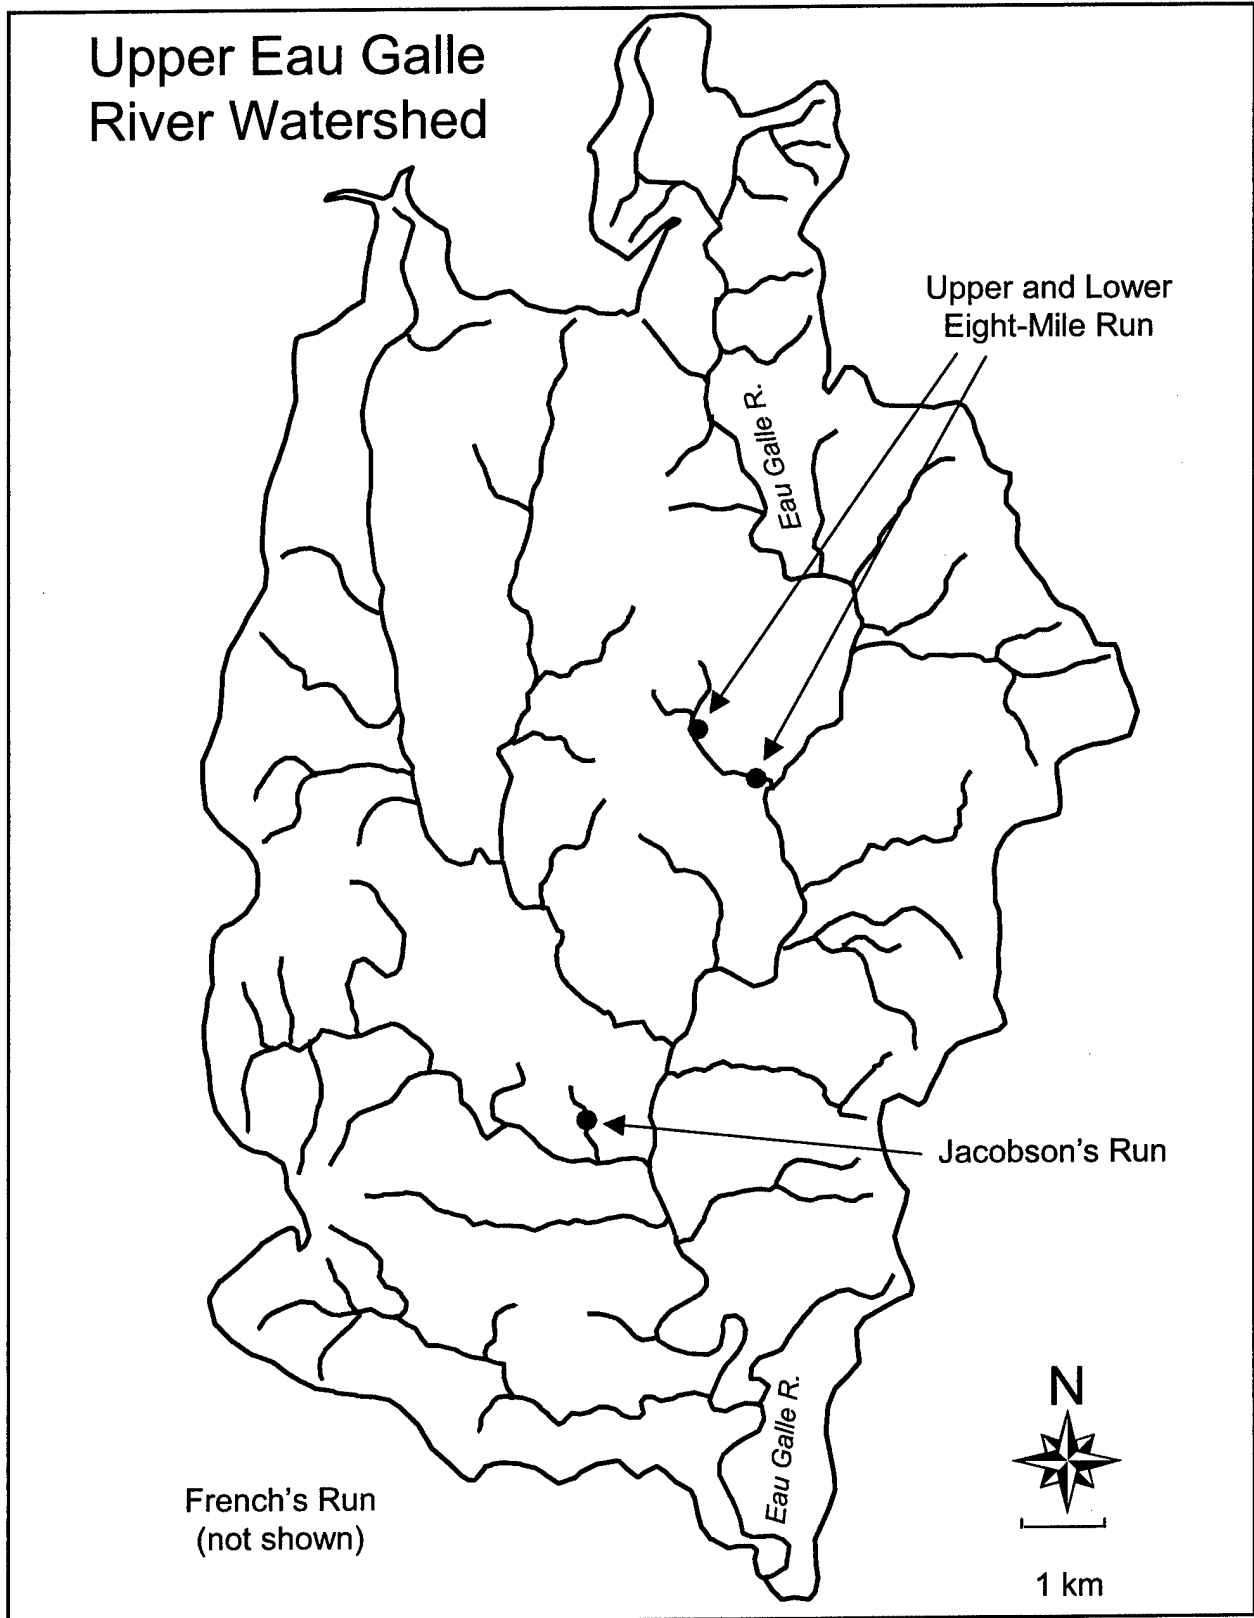 Upper Eau Galle
River Watershed
Upper and Lower
Eight-Mile Run
Eau Galle R.
Jacobson's Run
Eau Galle R.
French's Run
(not shown)
N
1 km